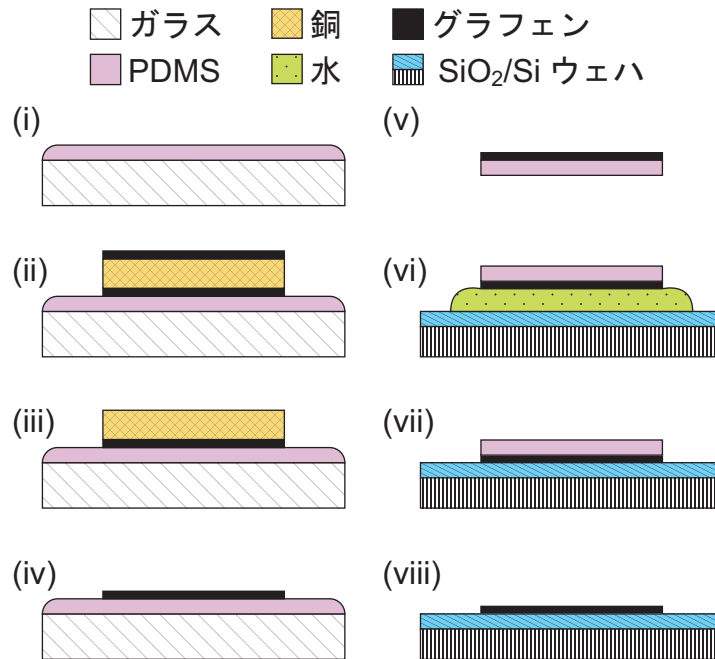 ガラス 銅 グラフェン
PDMS 水 SiO₂/Si ウェハ
(i)
(ii)
(iii)
(iv)
(v)
(vi)
(vii)
(viii)